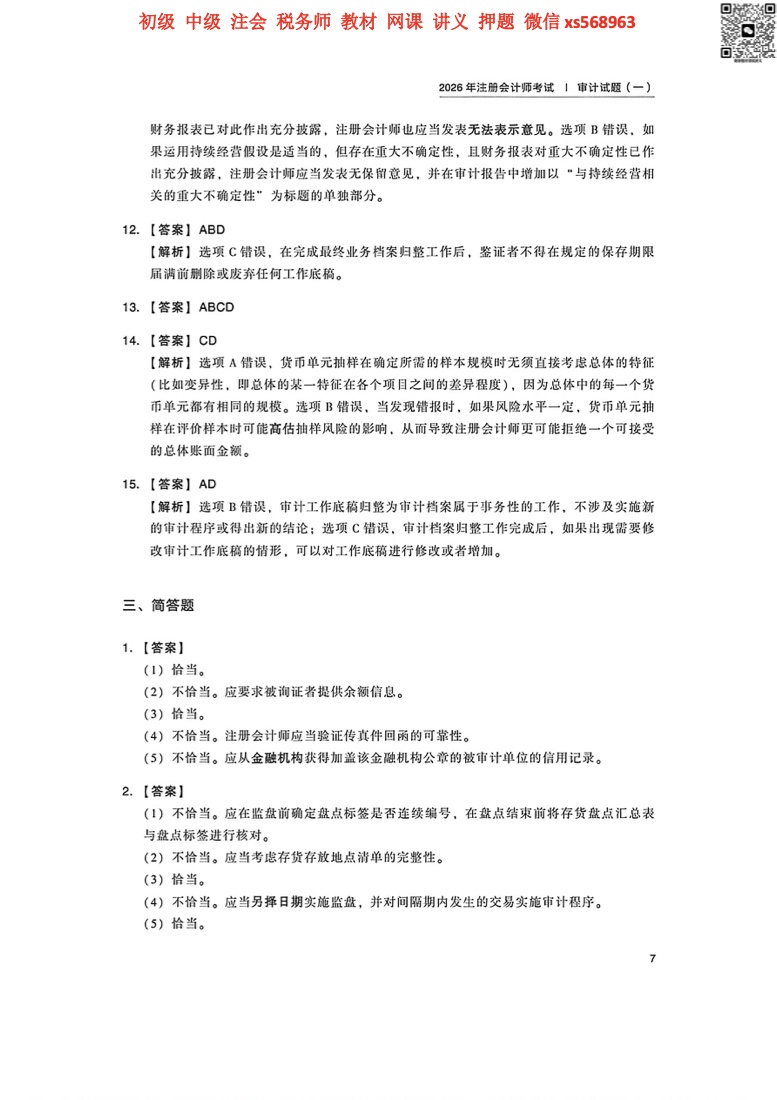 初级 中级 注会 税务师 教材 网课 讲义 押题 微信 xs568963
2026 年注册会计师考试 | 审计试题（一）
财务报表已对此作出充分披露，注册会计师也应当发表无法表示意见。选项 B 错误，如
果运用持续经营假设是适当的，但存在重大不确定性，且财务报表对重大不确定性已作
出充分披露，注册会计师应当发表无保留意见，并在审计报告中增加以“与持续经营相
关的重大不确定性”为标题的单独部分。
12.【答案】ABD
【解析】选项 C 错误，在完成最终业务档案归整工作后，鉴证者不得在规定的保存期限
届满前删除或废弃任何工作底稿。
13.【答案】ABCD
14.【答案】CD
【解析】选项 A 错误，货币单元抽样在确定所需的样本规模时无须直接考虑总体的特征
（比如变异性，即总体的某一特征在各个项目之间的差异程度），因为总体中的每一个货
币单元都有相同的规模。选项 B 错误，当发现错报时，如果风险水平一定，货币单元抽
样在评价样本时可能高估抽样风险的影响，从而导致注册会计师更可能拒绝一个可接受
的总体账面金额。
15.【答案】AD
【解析】选项 B 错误，审计工作底稿归整为审计档案属于事务性的工作，不涉及实施新
的审计程序或得出新的结论；选项 C 错误，审计档案归整工作完成后，如果出现需要修
改审计工作底稿的情形，可以对工作底稿进行修改或者增加。
三、简答题
1.【答案】
（1）恰当。
（2）不恰当。应要求被询证者提供余额信息。
（3）恰当。
（4）不恰当。注册会计师应当验证传真件回函的可靠性。
（5）不恰当。应从金融机构获得加盖该金融机构公章的被审计单位的信用记录。
2.【答案】
（1）不恰当。应在监盘前确定盘点标签是否连续编号，在盘点结束前将存货盘点汇总表
与盘点标签进行核对。
（2）不恰当。应当考虑存货存放地点清单的完整性。
（3）恰当。
（4）不恰当。应当另择日期实施监盘，并对间隔期内发生的交易实施审计程序。
（5）恰当。
7